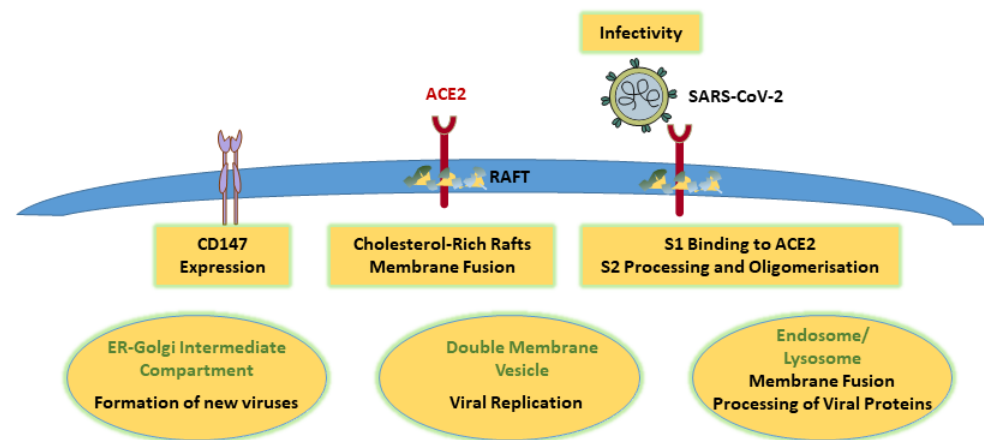 Infectivity
ACE2
SARS-CoV-2
RAFT
CD147
Expression
Cholesterol-Rich Rafts
Membrane Fusion
S1 Binding to ACE2
S2 Processing and Oligomerisation
ER-Golgi Intermediate
Compartment
Formation of new viruses
Double Membrane
Vesicle
Viral Replication
Endosome/
Lysosome
Membrane Fusion
Processing of Viral Proteins